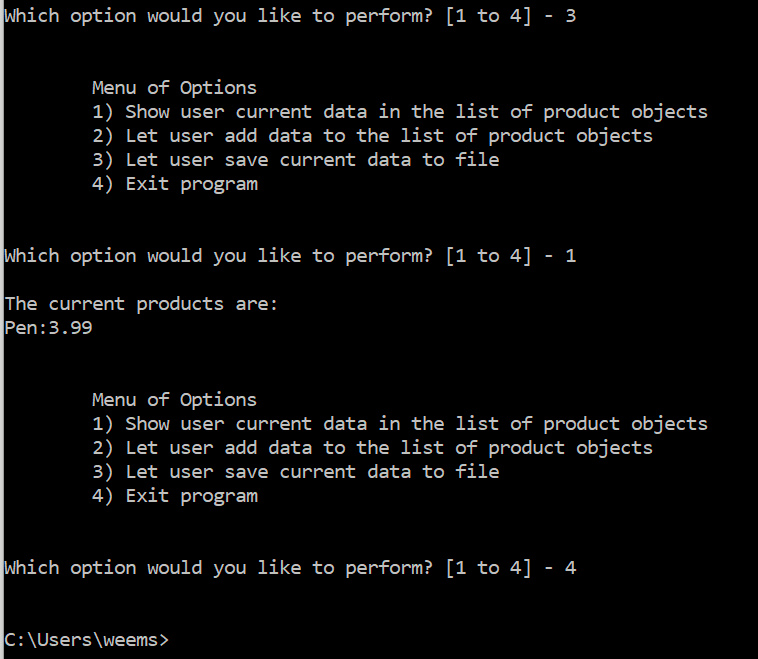 Which option would you like to perform? [1 to 4] - 3
Menu of Options
1) Show user current data in the list of product objects
2) Let user add data to the list of product objects
3) Let user save current data to file
4) Exit program
Which option would you like to perform? [1 to 4] - 1
The current products are:
Pen:3.99
Menu of Options
1) Show user current data in the list of product objects
2) Let user add data to the list of product objects
3) Let user save current data to file
4) Exit program
Which option would you like to perform? [1 to 4] - 4
C:\Users\weems>